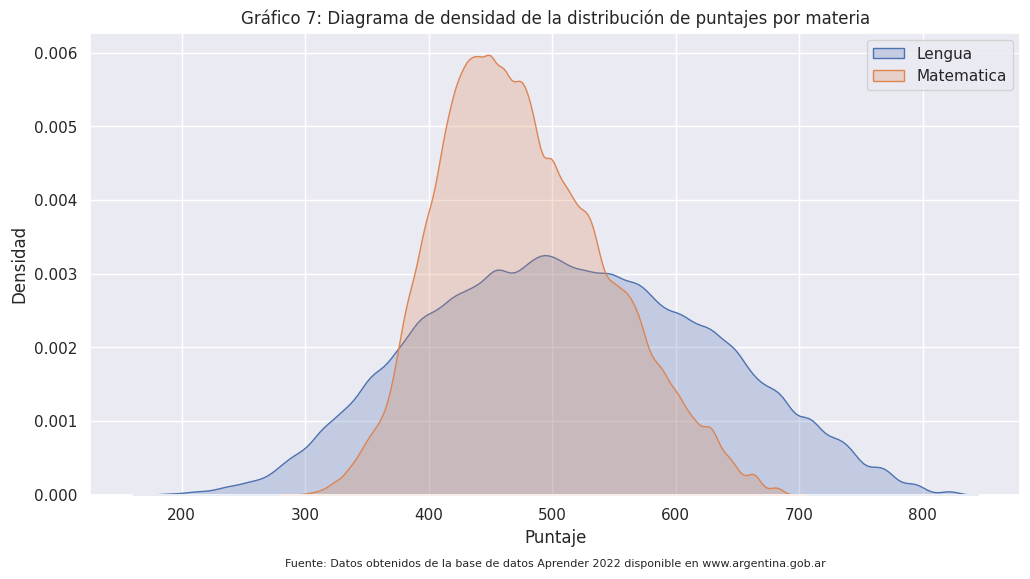 Gráfico 7: Diagrama de densidad de la distribución de puntajes por materia
Lengua
Matematica
0.006
0.005
0.004
0.003
0.002
0.001
0.000
Densidad
200 300 400 500 600 700 800
Puntaje
Fuente: Datos obtenidos de la base de datos Aprender 2022 disponible en www.argentina.gob.ar